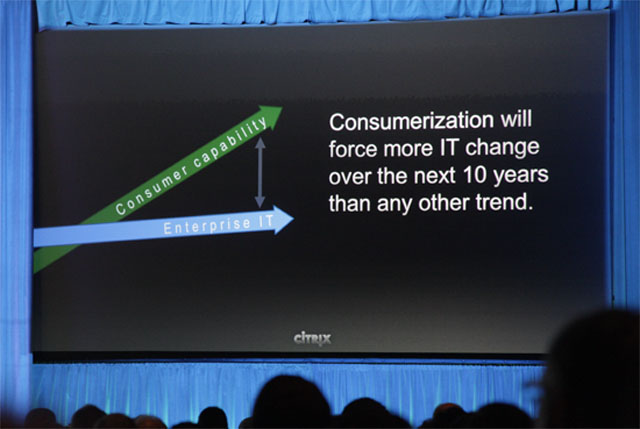 Consumer capability
Enterprise IT
Consumerization will
force more IT change
over the next 10 years
than any other trend.
CITRIX